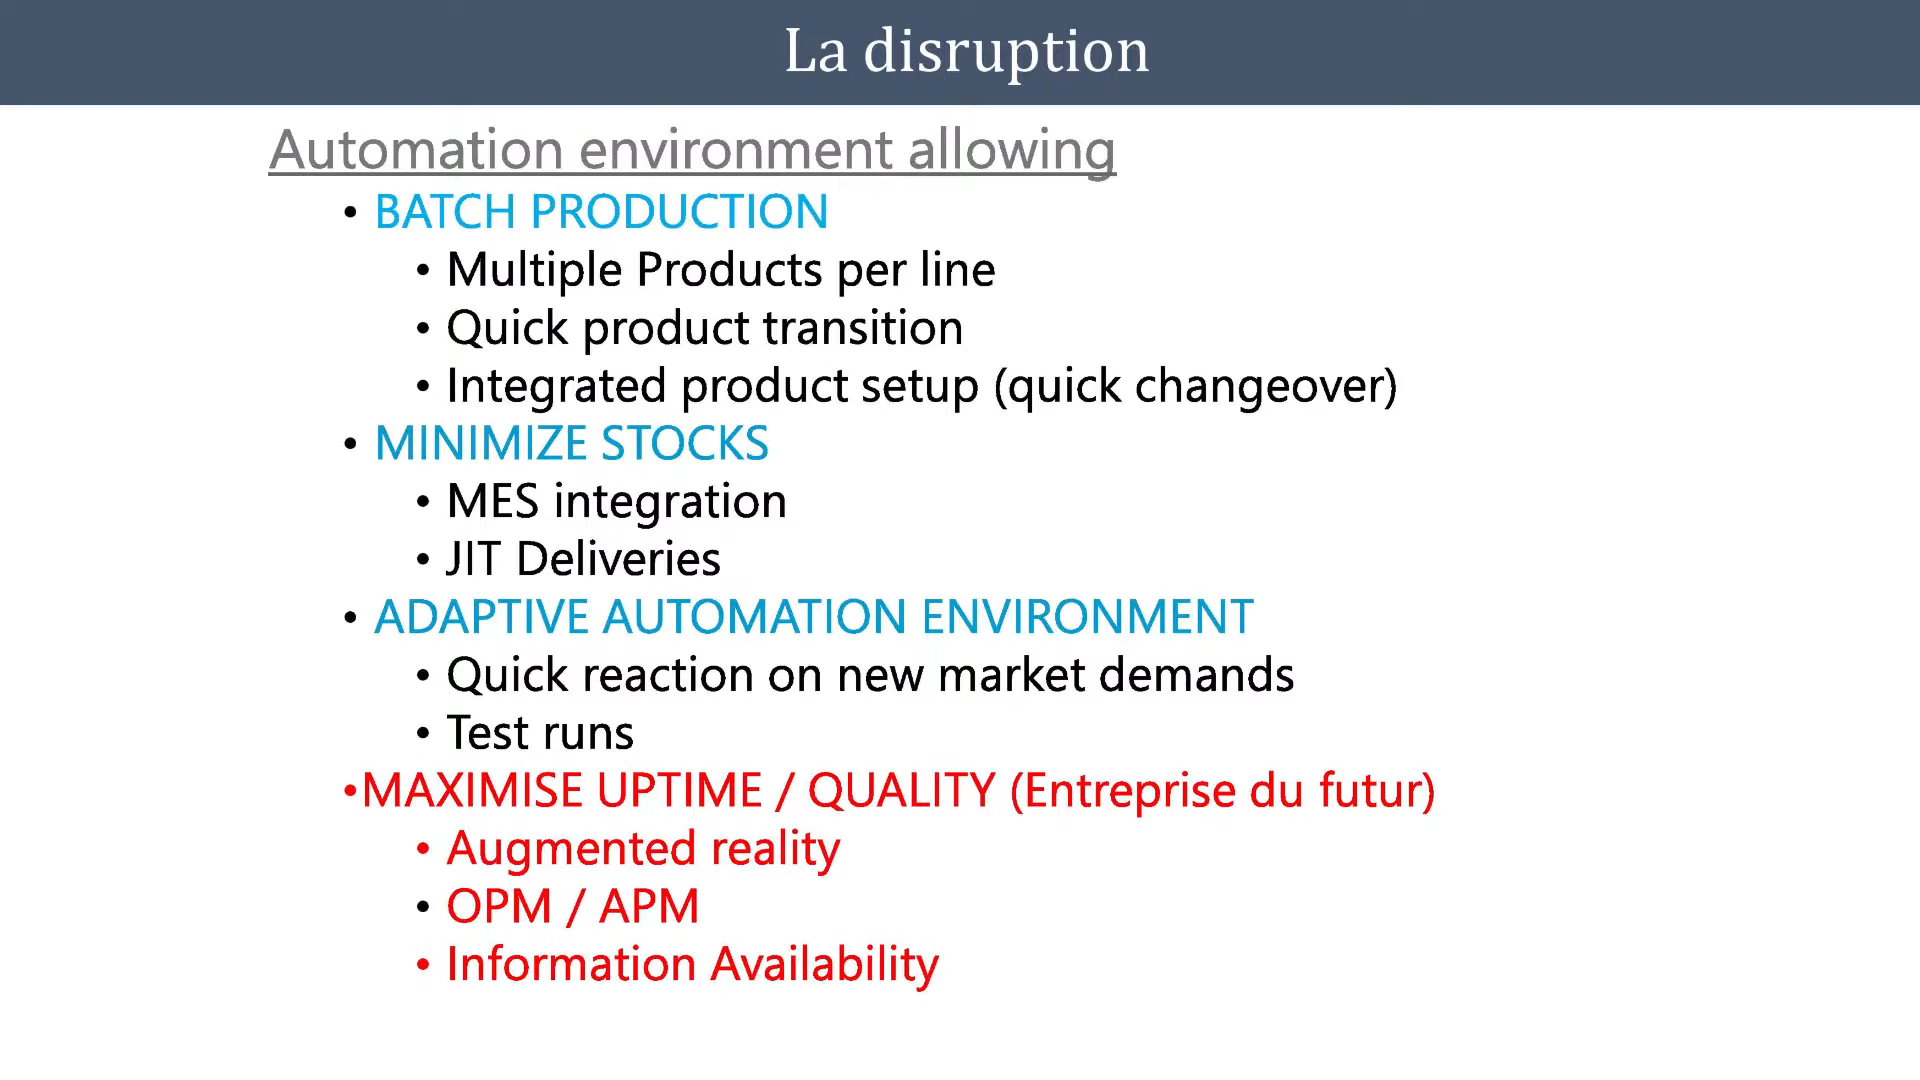 La disruption
Automation environment allowing
• BATCH PRODUCTION
• Multiple Products per line
• Quick product transition
• Integrated product setup (quick changeover)
• MINIMIZE STOCKS
• MES integration
• JIT Deliveries
• ADAPTIVE AUTOMATION ENVIRONMENT
• Quick reaction on new market demands
• Test runs
•MAXIMISE UPTIME / QUALITY (Entreprise du futur)
• Augmented reality
• OPM / APM
• Information Availability